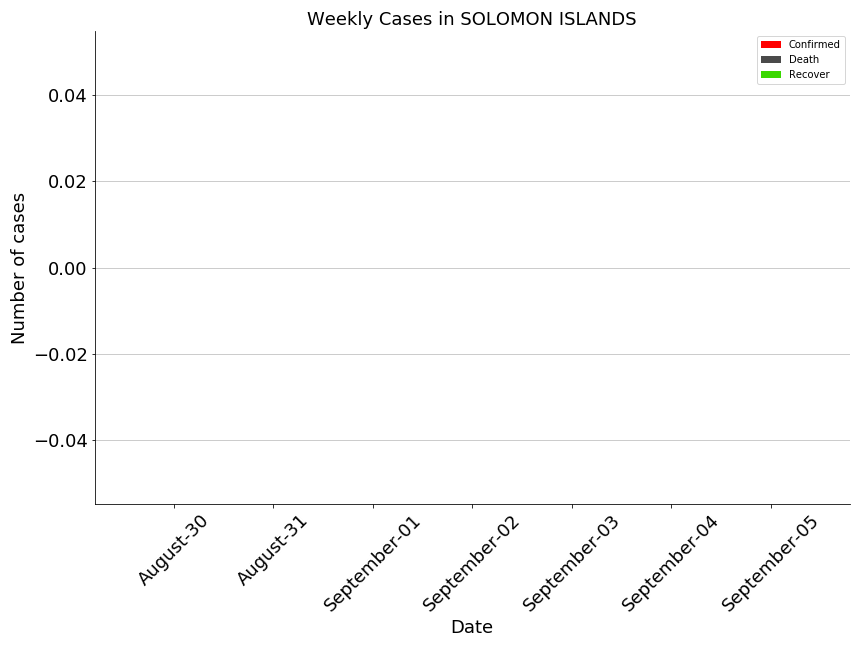 Weekly Cases in SOLOMON ISLANDS
Confirmed
Death
Recover
Number of cases
0.04
0.02
0.00
−0.02
−0.04
August-30
August-31
September-01
September-02
September-03
September-04
September-05
Date